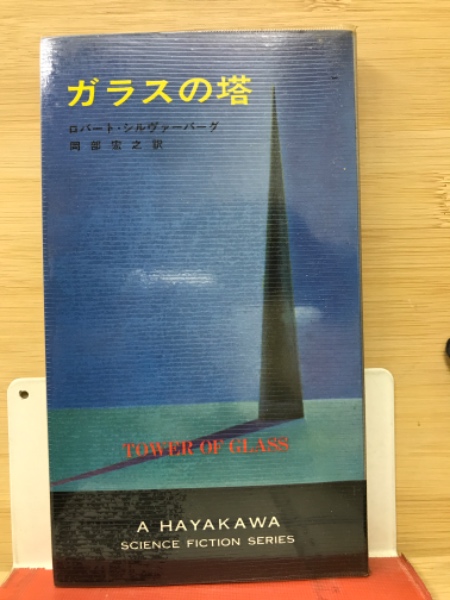 ガラスの塔
ロバート・シルヴァーバーグ
岡部宏之訳
TOWER OF GLASS
A HAYAKAWA
SCIENCE FICTION SERIES